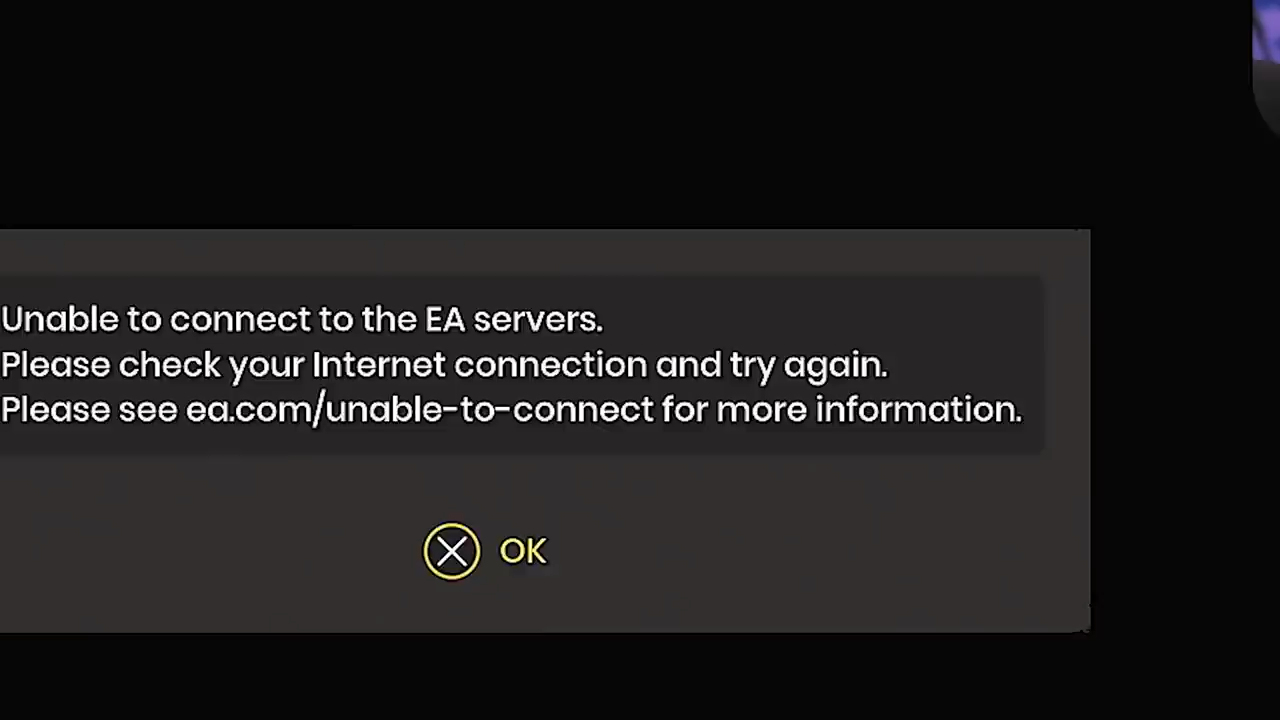 Unable to connect to the EA servers.
Please check your Internet connection and try again.
Please see ea.com/unable-to-connect for more information.
OK